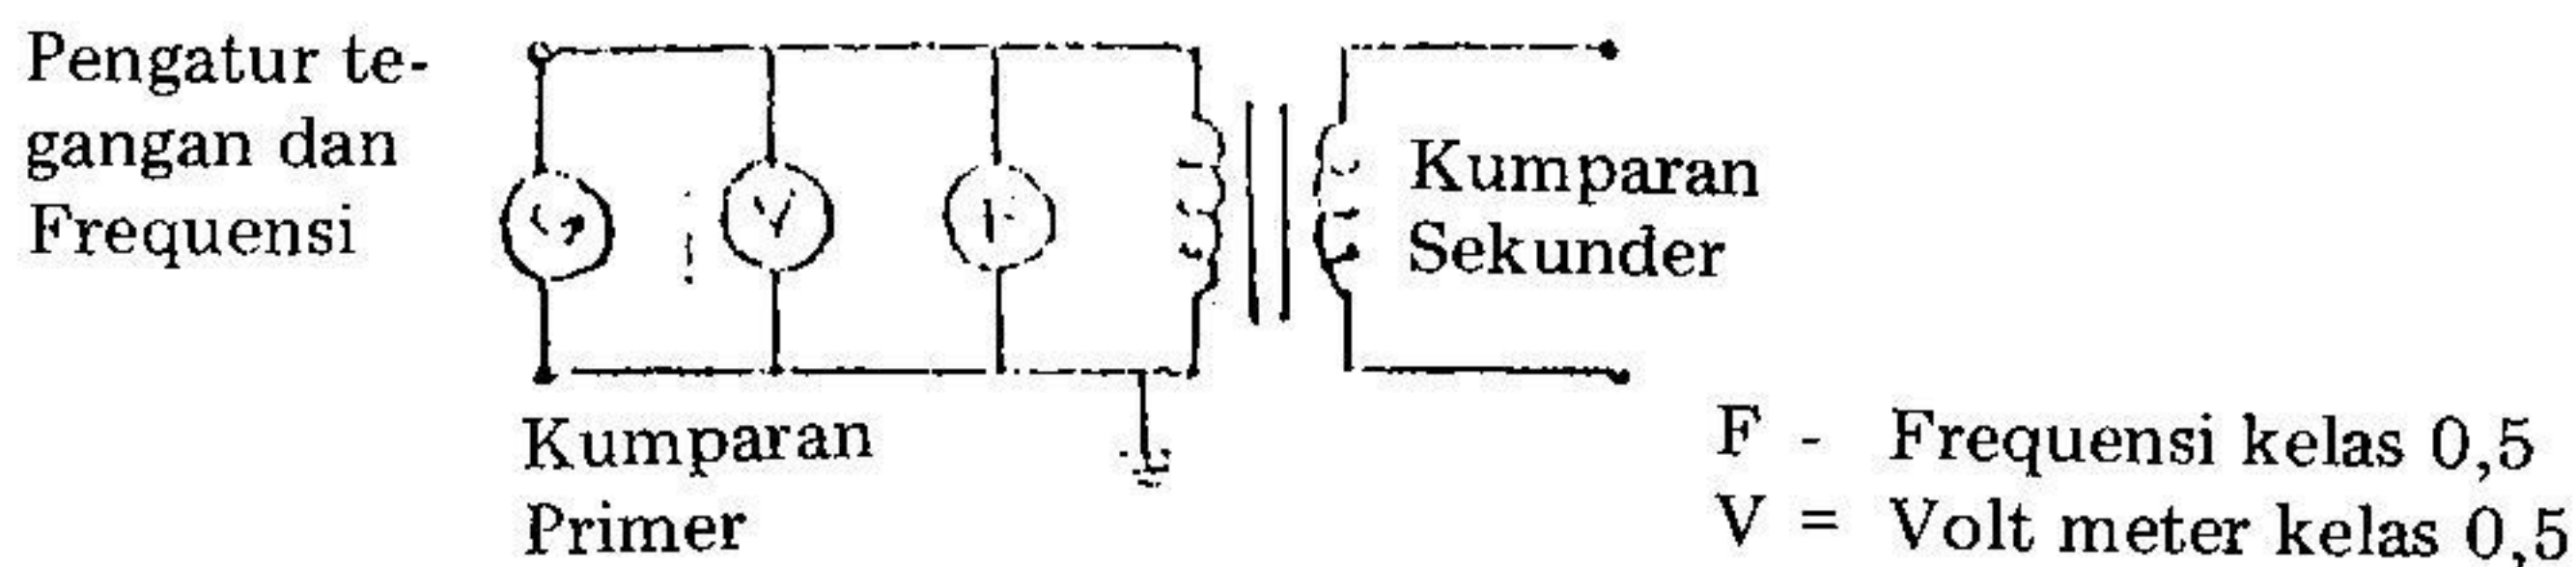 Pengatur te-
gangan dan
Frequensi
V
Kumparan
Sekunder
Kumparan
Primer
F - Frequensi kelas 0,5
V = Volt meter kelas 0,5